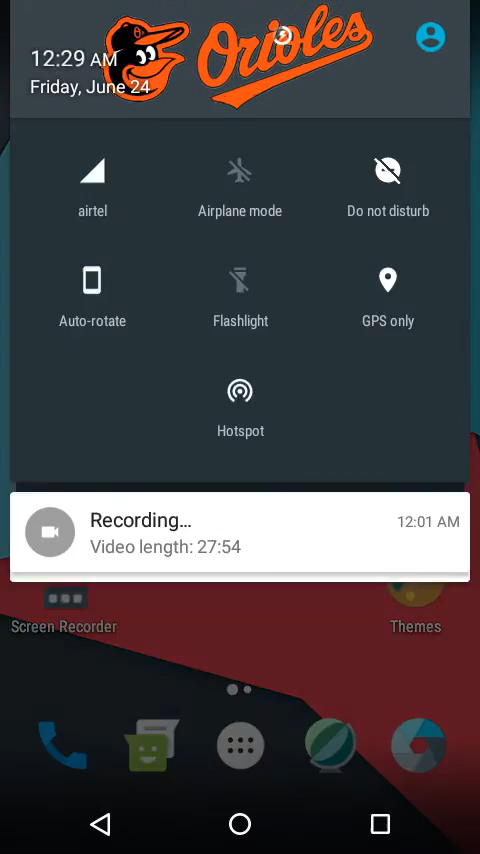 Orioles
12:29 AM
Friday, June 24
airtel
Airplane mode
Do not disturb
Auto-rotate
Flashlight
GPS only
Hotspot
Recording...
12:01 AM
Video length: 27:54
Screen Recorder
Themes